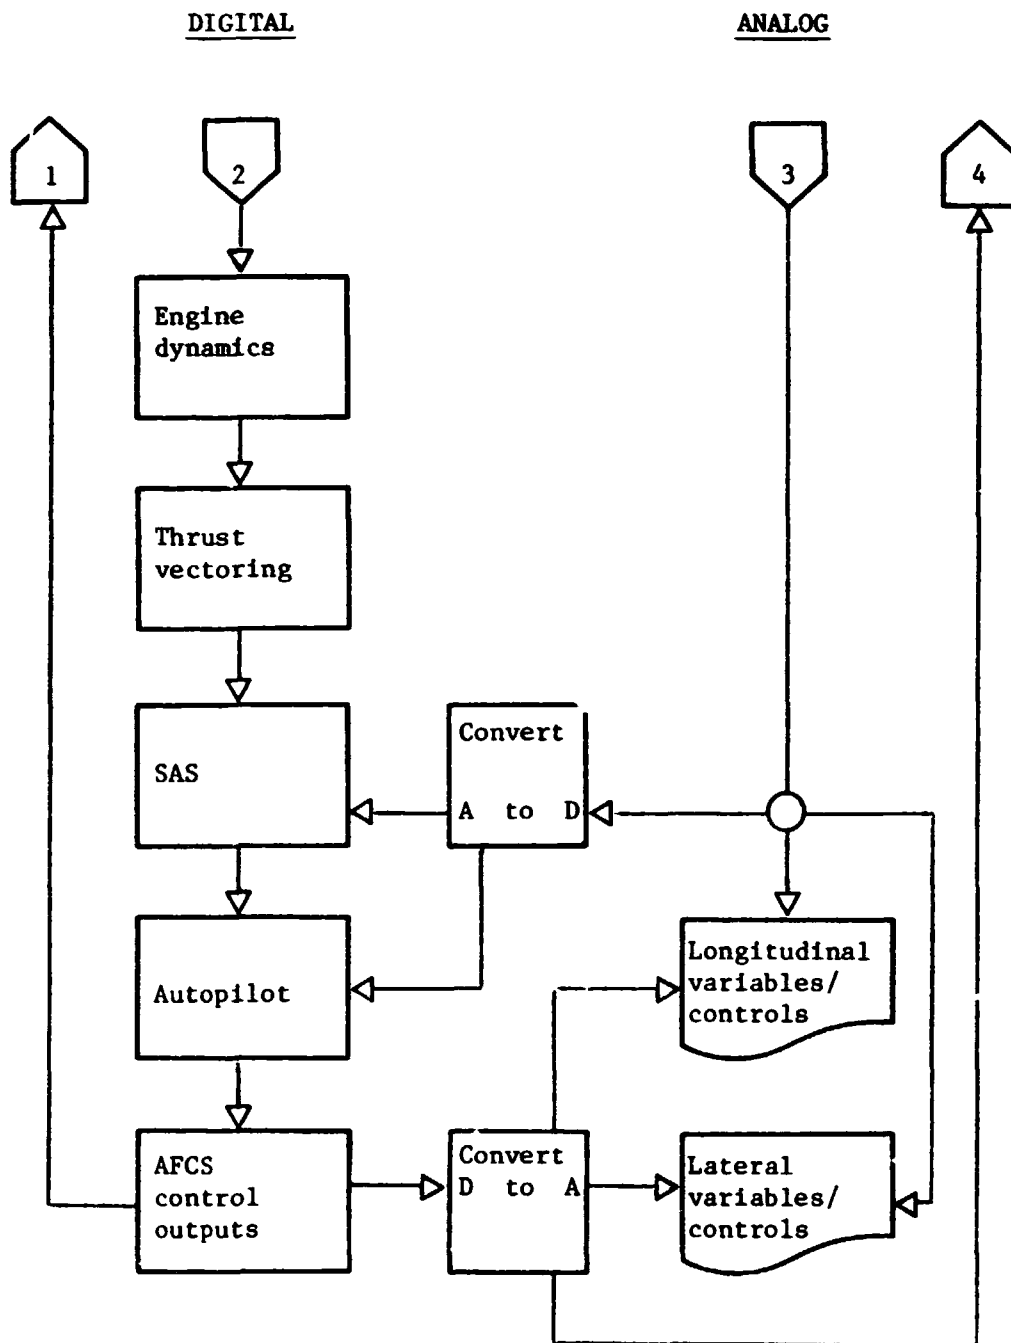 DIGITAL
ANALOG
1
2
3
4
Engine
dynamics
Thrust
vectoring
SAS
Convert
A to D
Autopilot
Longitudinal
variables/
controls
AFCS
control
outputs
Convert
D to A
Lateral
variables/
controls